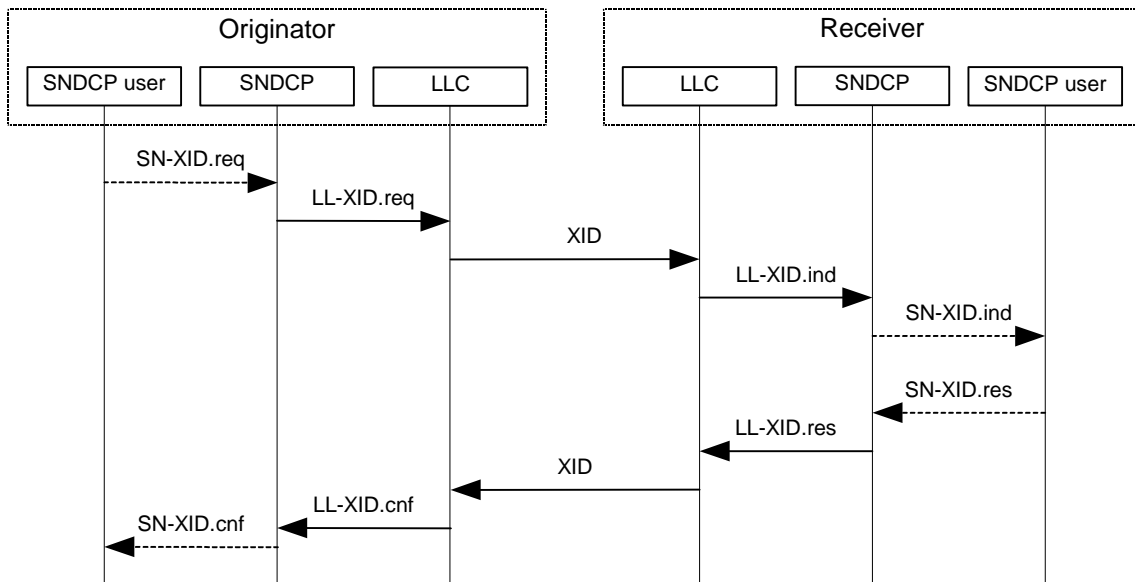 Originator
Receiver
SNDCP user
SNDCP
LLC
LLC
SNDCP
SNDCP user
SN-XID.req
LL-XID.req
XID
LL-XID.ind
SN-XID.ind
SN-XID.res
LL-XID.res
XID
LL-XID.cnf
SN-XID.cnf